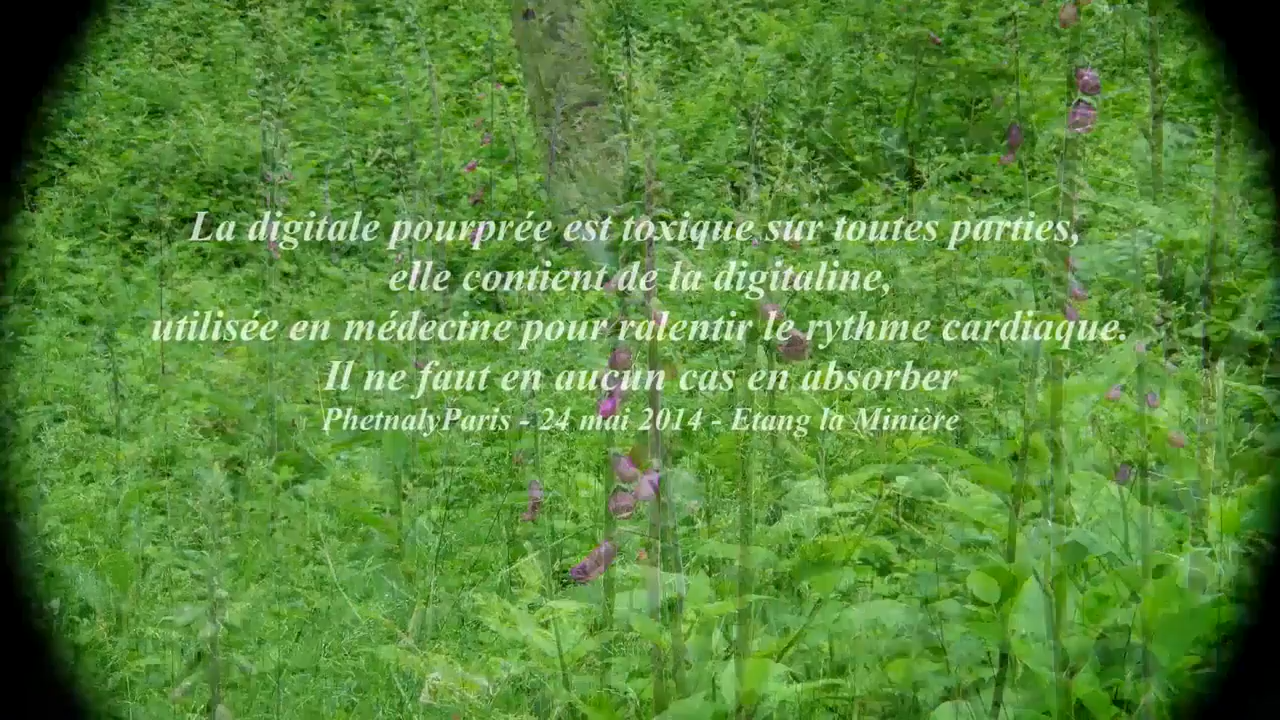 La digitale pourprée est toxique sur toutes parties,
elle contient de la digitaline,
utilisée en médecine pour ralentir le rythme cardiaque.
Il ne faut en aucun cas en absorber
PhetnalyParis - 24 mai 2014 - Etang la Minière